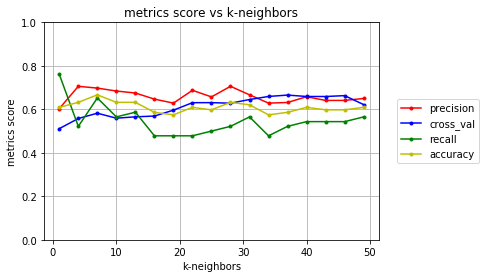 metrics score vs k-neighbors
1.0
0.8
0.6
0.4
0.2
0.0
metrics score
0 10 20 30 40 50
k-neighbors
precision
cross_val
recall
accuracy